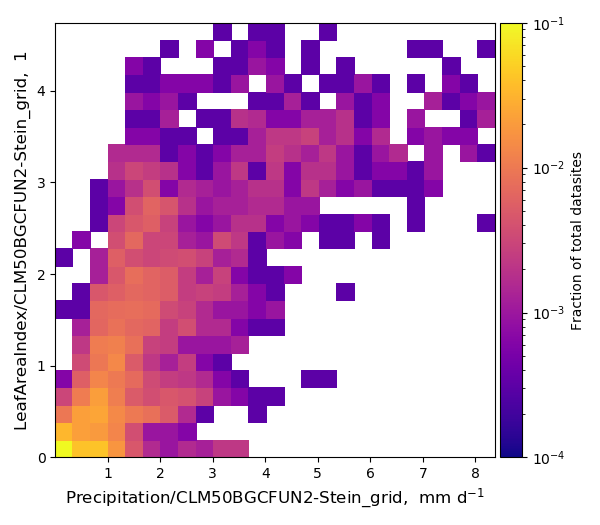 LeafAreaIndex/CLM50BGCFUN2-Stein_grid, 1
4
3
2
1
0
1 2 3 4 5 6 7 8
Precipitation/CLM50BGCFUN2-Stein_grid, mm d⁻¹
10⁻¹
10⁻²
10⁻³
10⁻⁴
Fraction of total datasites